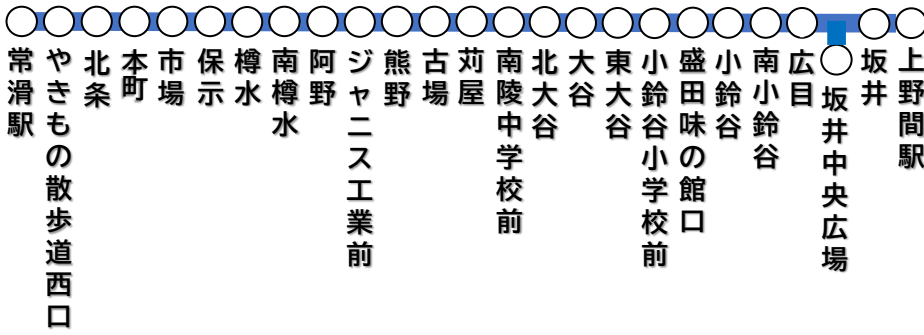 常滑駅
やきもの散歩道西口
北条
本町
市場
保示
樽水
南樽水
阿野
ジャニス工業前
熊野
古場
苅屋
南陵中学校前
北大谷
大谷
東大谷
小鈴谷小学校前
盛田味の館口
小鈴谷
南小鈴谷
広目
坂井中央広場
坂井
上野間駅